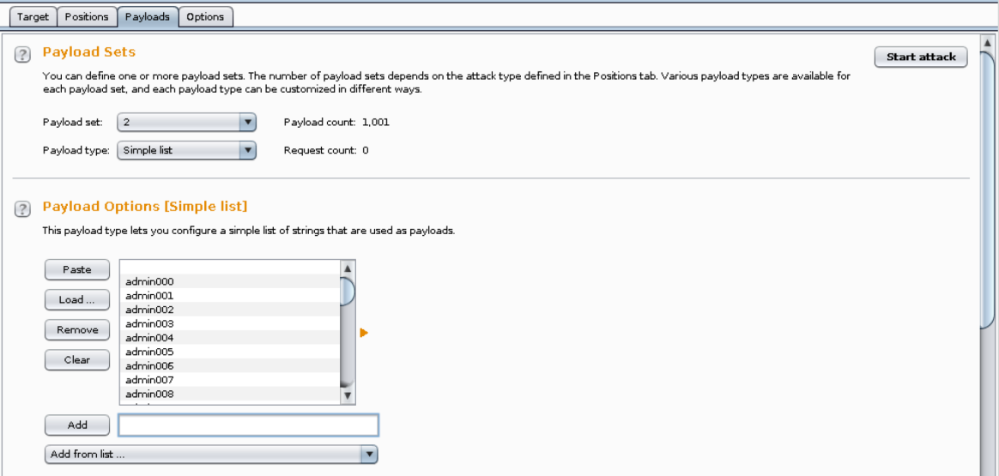 Target Positions Payloads Options
? Payload Sets
Start attack
You can define one or more payload sets. The number of payload sets depends on the attack type defined in the Positions tab. Various payload types are available for
each payload set, and each payload type can be customized in different ways.
Payload set: 2 Payload count: 1,001
Payload type: Simple list Request count: 0
? Payload Options [Simple list]
This payload type lets you configure a simple list of strings that are used as payloads.
Paste
Load ...
Remove
Clear
admin000
admin001
admin002
admin003
admin004
admin005
admin006
admin007
admin008
Add
Add from list ...